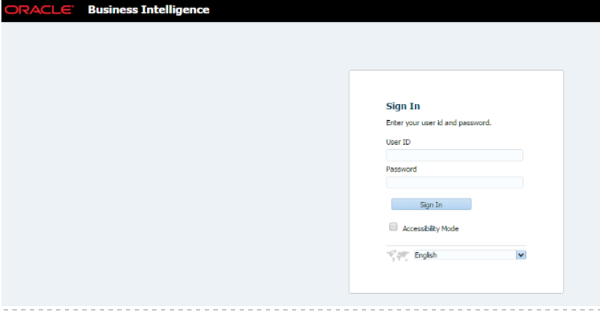 ORACLE Business Intelligence
Sign In
Enter your user id and password.
User ID
Password
Sign In
Accessibility Mode
English